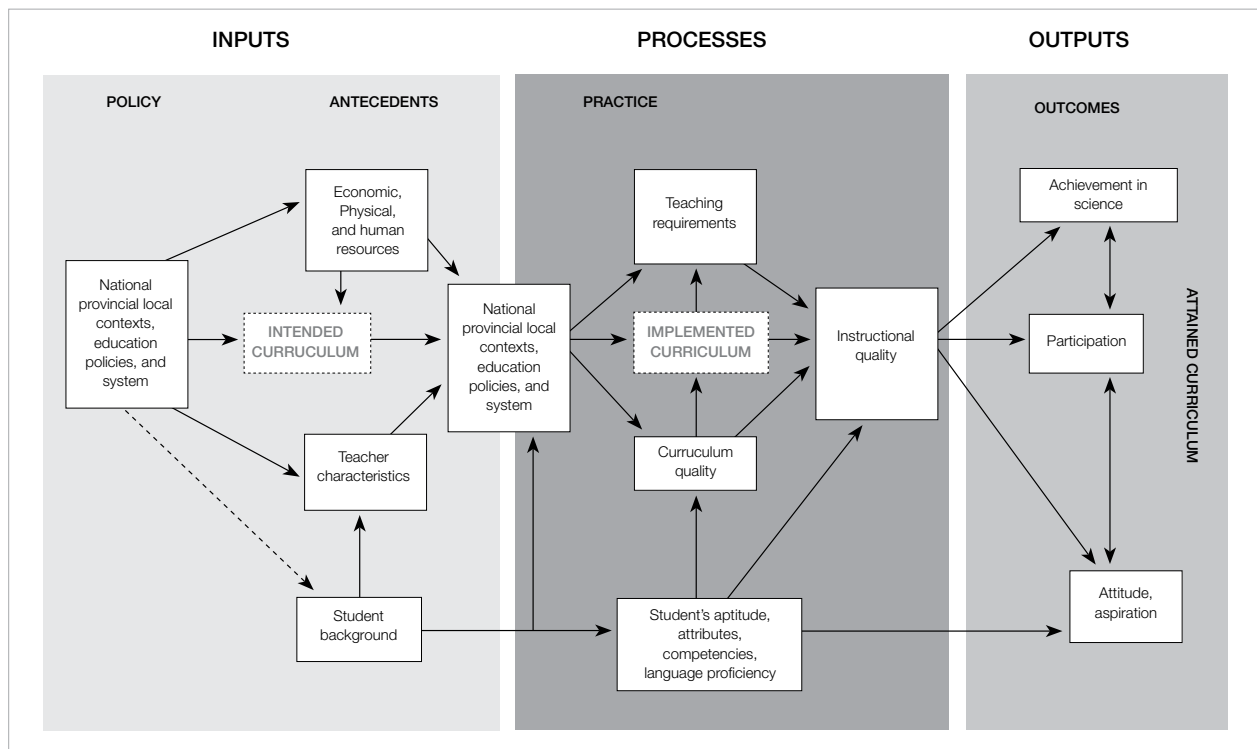 INPUTS
PROCESSES
OUTPUTS
POLICY
ANTECEDENTS
PRACTICE
OUTCOMES
National
provincial local
contexts,
education
policies, and
system
Economic,
Physical,
and human
resources
INTENDED
CURRUCULUM
Teacher
characteristics
Student
background
National
provincial local
contexts,
education
policies, and
system
Teaching
requirements
IMPLEMENTED
CURRICULUM
Curruculum
quality
Student's aptitude,
attributes,
competencies,
language proficiency
Instructional
quality
Achievement in
science
Participation
Attitude,
aspiration
ATTAINED CURRICULUM